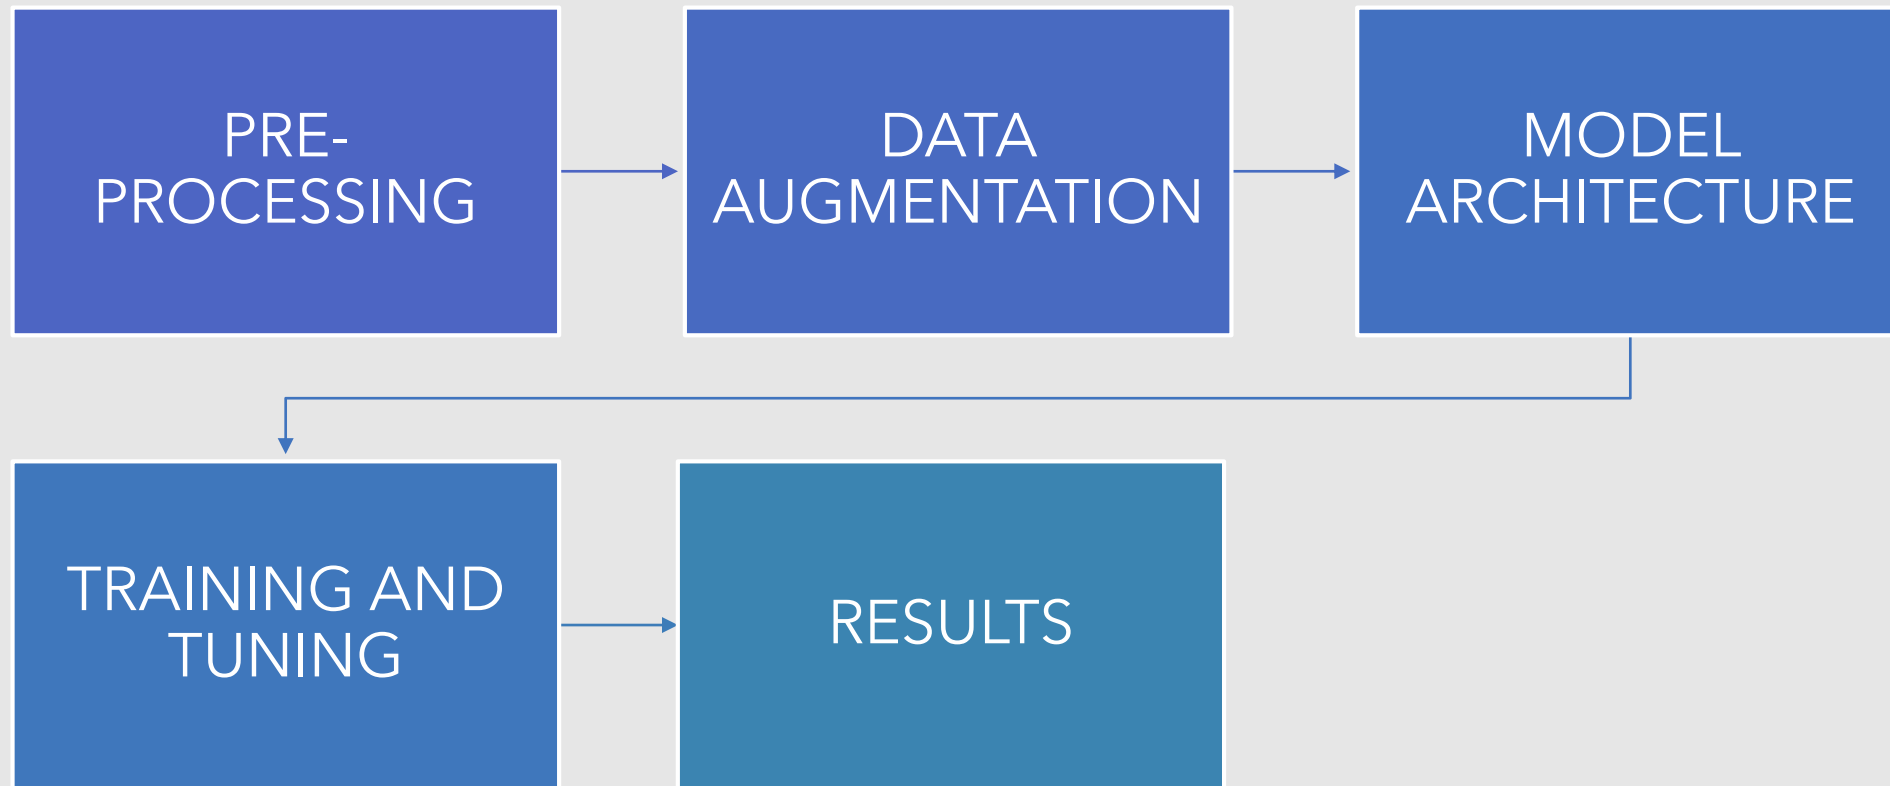 PRE-
PROCESSING
DATA
AUGMENTATION
MODEL
ARCHITECTURE
TRAINING AND
TUNING
RESULTS